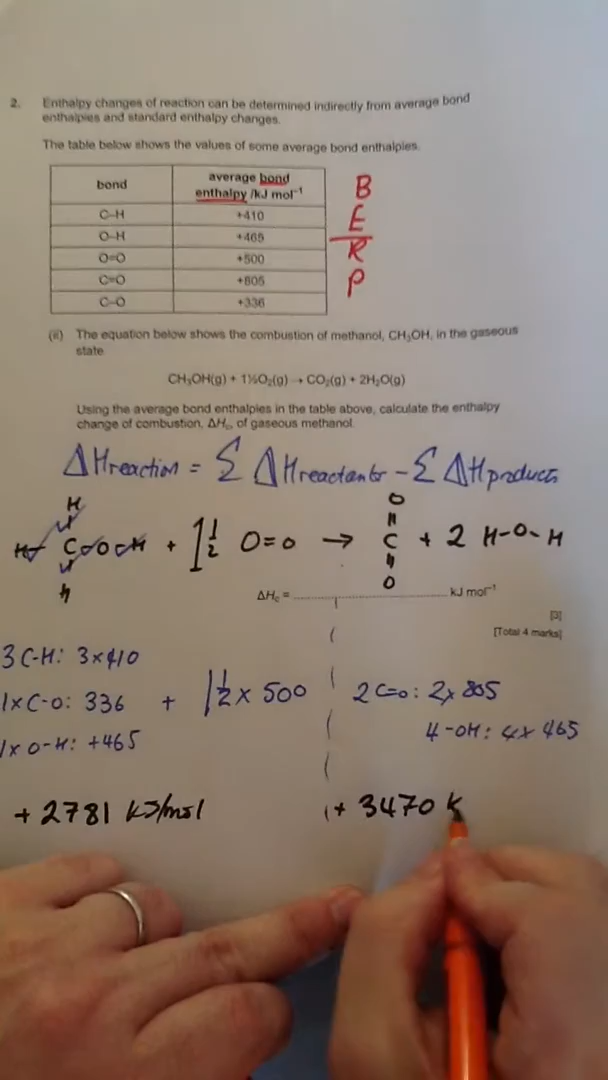 2. Enthalpy changes of reaction can be determined indirectly from average bond
enthalpies and standard enthalpy changes.
The table below shows the values of some average bond enthalpies.
bond average bond enthalpy /kJ mol⁻¹
C–H +410
O–H +465
O=O +500
C=O +805
C–O +336
B
E
R
P
(ii) The equation below shows the combustion of methanol, CH₃OH, in the gaseous
state.
CH₃OH(g) + 1½O₂(g) → CO₂(g) + 2H₂O(g)
Using the average bond enthalpies in the table above, calculate the enthalpy
change of combustion, ΔHc, of gaseous methanol.
ΔHreaction = Σ ΔHreactants − Σ ΔHproducts
H
H-C-O-H + 1½ O=O → O=C=O + 2 H-O-H
H
ΔHc = .......................................... kJ mol⁻¹
[3]
[Total 4 marks]
3 C-H: 3×410
1×C-O: 336 + 1½ × 500 2 C=O: 2× 805
1× O-H: +465 4-OH: 4× 465
+ 2781 kJ/mol + 3470 K